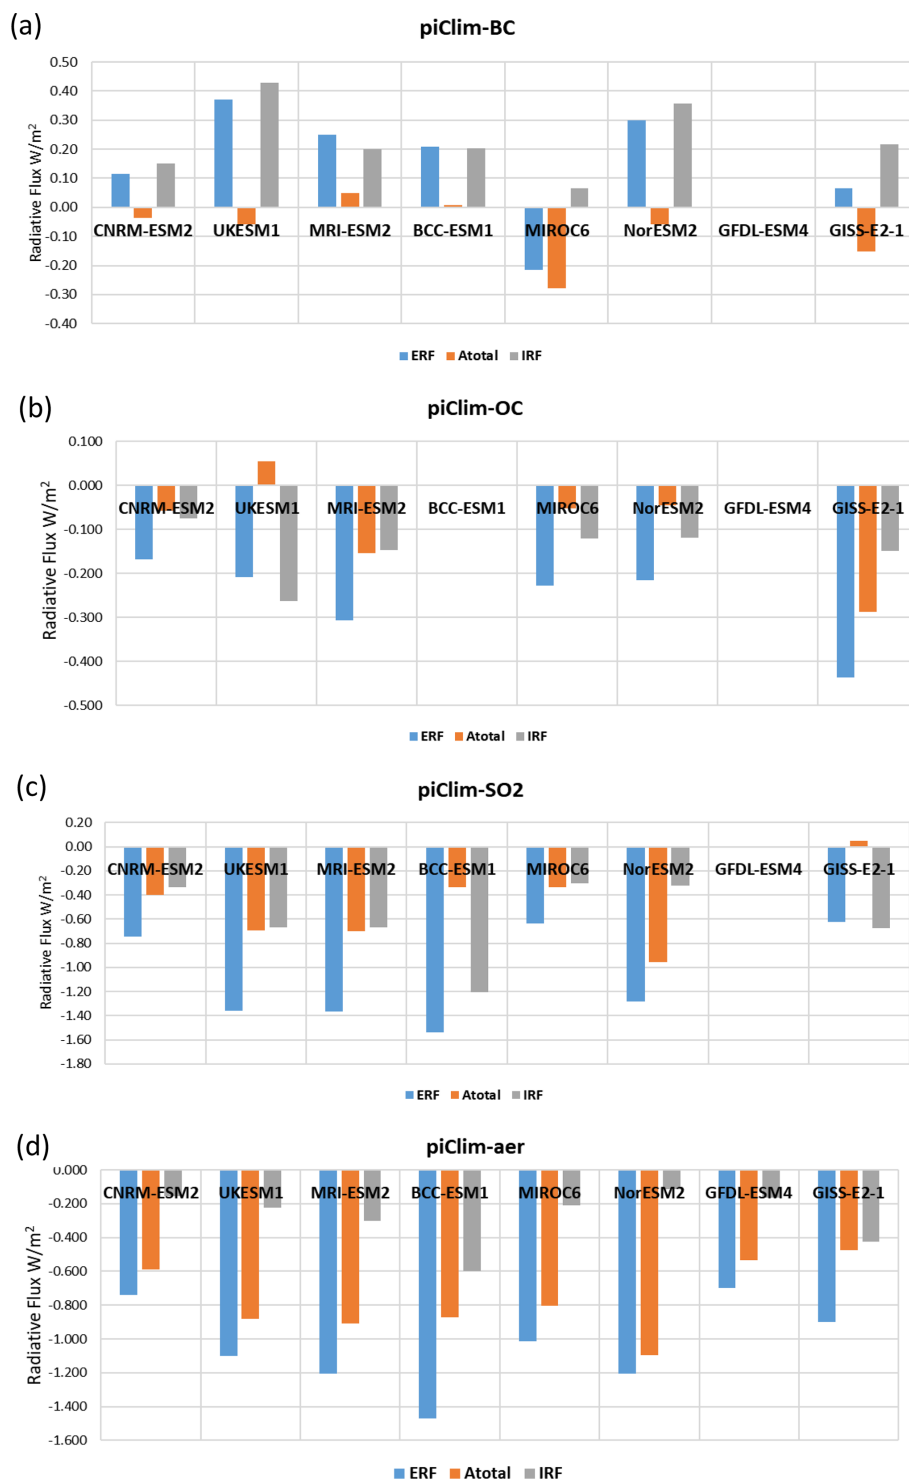 (a)
piClim-BC
Radiative Flux W/m²
0.50
0.40
0.30
0.20
0.10
0.00
-0.10
-0.20
-0.30
-0.40
CNRM-ESM2 UKESM1 MRI-ESM2 BCC-ESM1 MIROC6 NorESM2 GFDL-ESM4 GISS-E2-1
ERF Atotal IRF
(b)
piClim-OC
Radiative Flux W/m²
0.100
0.000
-0.100
-0.200
-0.300
-0.400
-0.500
CNRM-ESM2 UKESM1 MRI-ESM2 BCC-ESM1 MIROC6 NorESM2 GFDL-ESM4 GISS-E2-1
ERF Atotal IRF
(c)
piClim-SO2
Radiative Flux W/m²
0.20
0.00
-0.20
-0.40
-0.60
-0.80
-1.00
-1.20
-1.40
-1.60
-1.80
CNRM-ESM2 UKESM1 MRI-ESM2 BCC-ESM1 MIROC6 NorESM2 GFDL-ESM4 GISS-E2-1
ERF Atotal IRF
(d)
piClim-aer
Radiative Flux W/m²
0.000
-0.200
-0.400
-0.600
-0.800
-1.000
-1.200
-1.400
-1.600
CNRM-ESM2 UKESM1 MRI-ESM2 BCC-ESM1 MIROC6 NorESM2 GFDL-ESM4 GISS-E2-1
ERF Atotal IRF